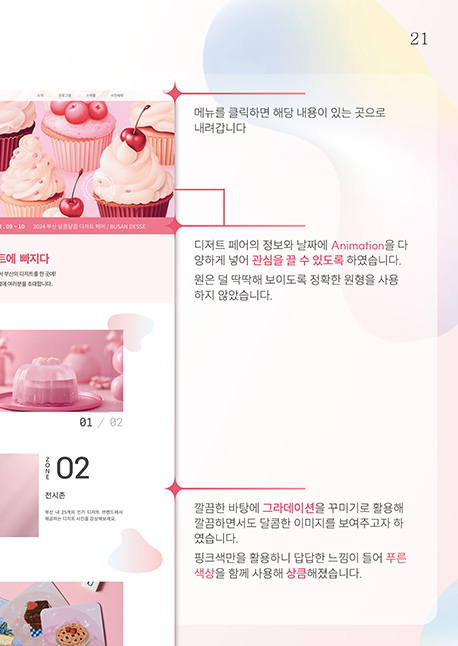 21
소개 프로그램 스케줄 사전예약
메뉴를 클릭하면 해당 내용이 있는 곳으로
내려갑니다
. 09 ~ 10 2024 부산 달콤달콤 디저트 페어 / BUSAN DESSE
디저트 페어의 정보와 날짜에 Animation을 다
양하게 넣어 관심을 끌 수 있도록 하였습니다.
원은 덜 딱딱해 보이도록 정확한 원형을 사용
하지 않았습니다.
트에 빠지다
서 부산의 디저트를 한 곳에!
에 여러분을 초대합니다.
01 / 02
ZONE 02
전시존
부산 내 25개의 인기 디저트 브랜드에서
제공하는 디저트 사진을 감상해보세요.
깔끔한 바탕에 그라데이션을 꾸미기로 활용해
깔끔하면서도 달콤한 이미지를 보여주고자 하
였습니다.
핑크색만을 활용하니 답답한 느낌이 들어 푸른
색상을 함께 사용해 상큼해졌습니다.